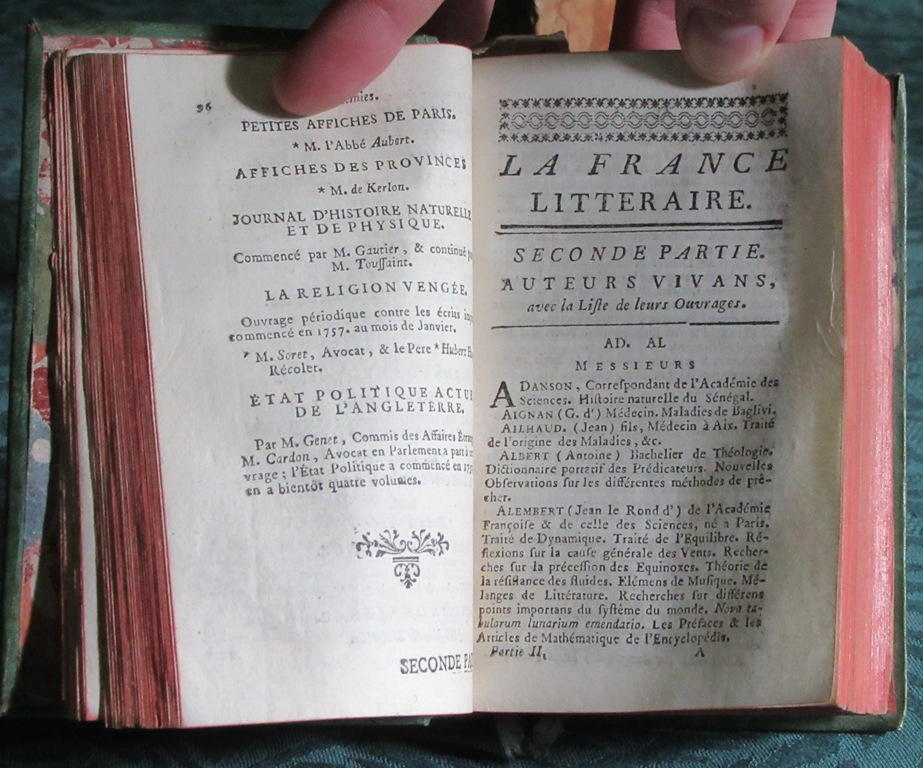 96
PETITES AFFICHES DE PARIS.
* M. l'Abbé Aubert.
AFFICHES DES PROVINCES
* M. de Kerlon.
JOURNAL D'HISTOIRE NATURELLE
ET DE PHYSIQUE.
Commencé par M. Gautier, & continué
M. Touſſaint.
LA RELIGION VENGÉE,
Ouvrage périodique contre les écrits
commencé en 1757. au mois de Janvier.
* M. Soret, Avocat, & le Pere * Hubert
Récolet.
ÉTAT POLITIQUE
DE L'ANGLETERRE,
Par M. Genet, Commis des Affaires
M. Cardon, Avocat en Parlement a part à
vrage ; l'État Politique a commencé en
en a bientôt quatre volumes.
SECONDE
LA FRANCE
LITTERAIRE.
SECONDE PARTIE.
AUTEURS VIVANS,
avec la Liſte de leurs Ouvrages.
AD. AL
MESSIEURS
ADANSON, Correſpondant de l'Académie des
Sciences. Hiſtoire naturelle du Sénégal.
AIGNAN (G. d') Médecin. Maladies de Baglivi.
AILHAUD. (Jean) fils, Médecin à Aix. Traité
de l'origine des Maladies, &c.
ALBERT (Antoine) Bachelier de Théologie.
Dictionnaire portatif des Prédicateurs. Nouvelles
Obſervations ſur les différentes méthodes de prê-
cher.
ALEMBERT (Jean le Rond d') de l'Académie
Françoiſe & de celle des Sciences, né à Paris.
Traité de Dynamique. Traité de l'Equilibre. Ré-
flexions ſur la cauſe générale des Vents. Recher-
ches ſur la préceſſion des Equinoxes. Théorie de
la réſiſtance des fluides. Elémens de Muſique. Mé-
langes de Littérature. Recherches ſur différens
points importans du ſyſtême du monde. Nova ta-
bularum lunarium emendatio. Les Préfaces & les
Articles de Mathématique de l'Encyclopédie.
Partie II. A